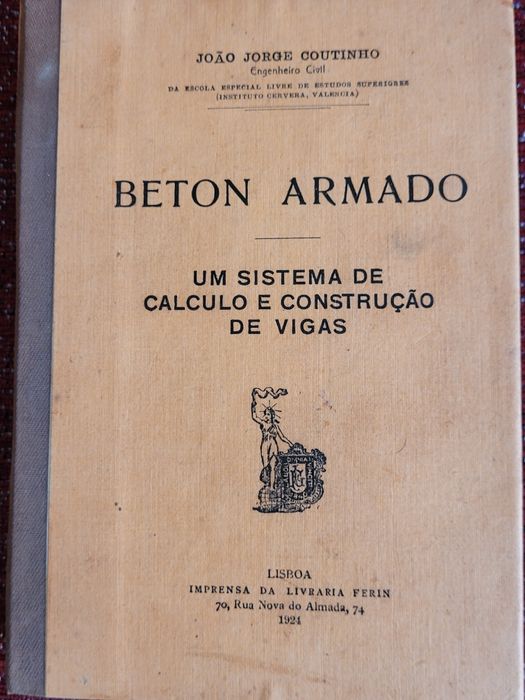 JOÃO JORGE COUTINHO
Engenheiro Civil
DA ESCOLA ESPECIAL LIVRE DE ESTUDOS SUPERIORES
(INSTITUTO CERVERA, VALENCIA)
BETON ARMADO
UM SISTEMA DE
CALCULO E CONSTRUÇÃO
DE VIGAS
LISBOA
IMPRENSA DA LIVRARIA FERIN
70, Rua Nova do Almada, 74
1924